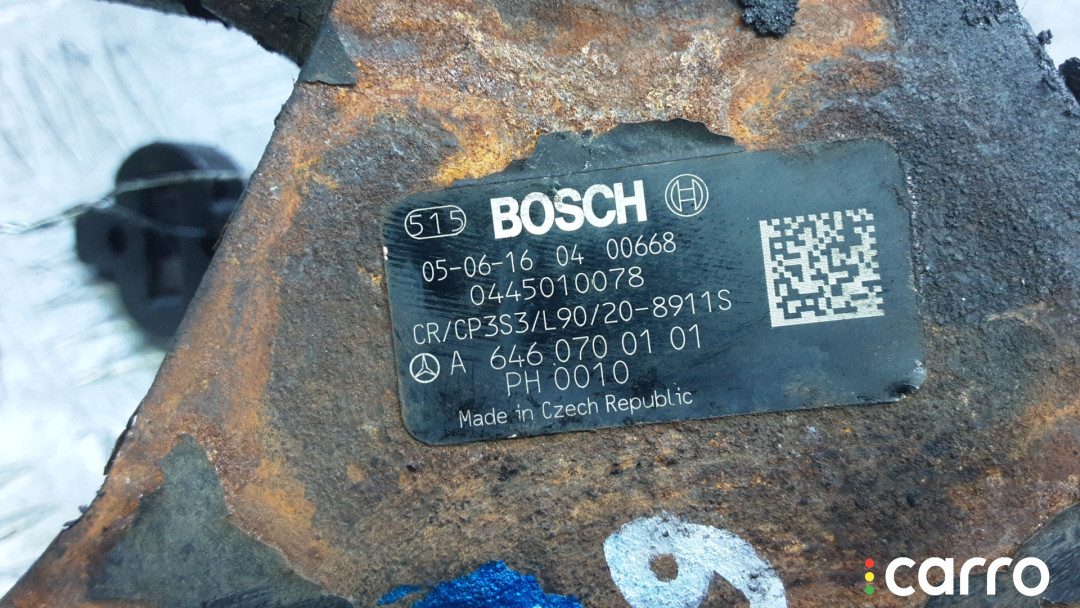 515 BOSCH
05-06-16 04 00668
0445010078
CR/CP3S3/L90/20-8911S
A 646 070 01 01
PH 0010
Made in Czech Republic
9
carro